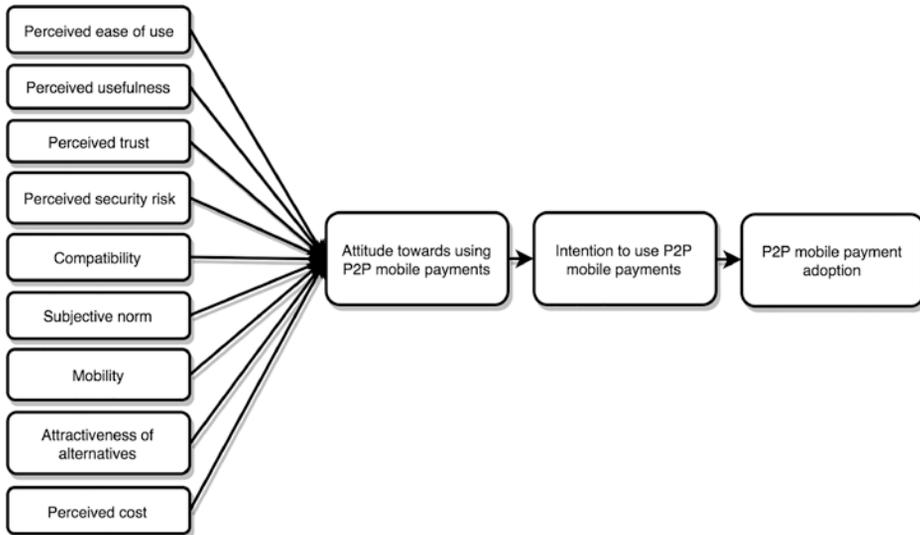 Perceived ease of use
Perceived usefulness
Perceived trust
Perceived security risk
Compatibility
Subjective norm
Mobility
Attractiveness of
alternatives
Perceived cost
Attitude towards using
P2P mobile payments
Intention to use P2P
mobile payments
P2P mobile payment
adoption